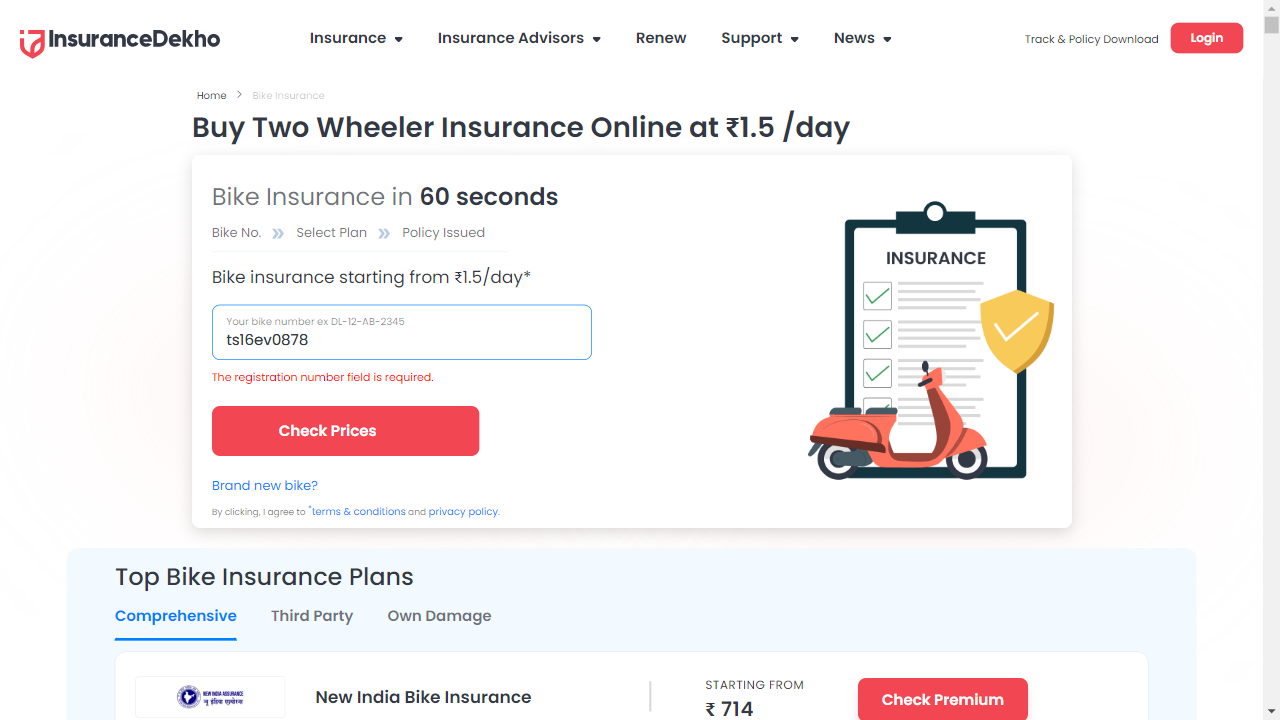 InsuranceDekho
Insurance
Insurance Advisors
Renew
Support
News
Track & Policy Download
Login
Home
Bike Insurance
Buy Two Wheeler Insurance Online at ₹1.5 /day
Bike Insurance in 60 seconds
Bike No.
Select Plan
Policy Issued
Bike insurance starting from ₹1.5/day*
Your bike number ex DL-12-AB-2345
ts16ev0878
The registration number field is required.
Check Prices
Brand new bike?
By clicking, I agree to *terms & conditions and privacy policy.
INSURANCE
Top Bike Insurance Plans
Comprehensive
Third Party
Own Damage
NEW INDIA ASSURANCE
न्यू इंडिया एश्योरन्स
New India Bike Insurance
STARTING FROM
₹ 714
Check Premium